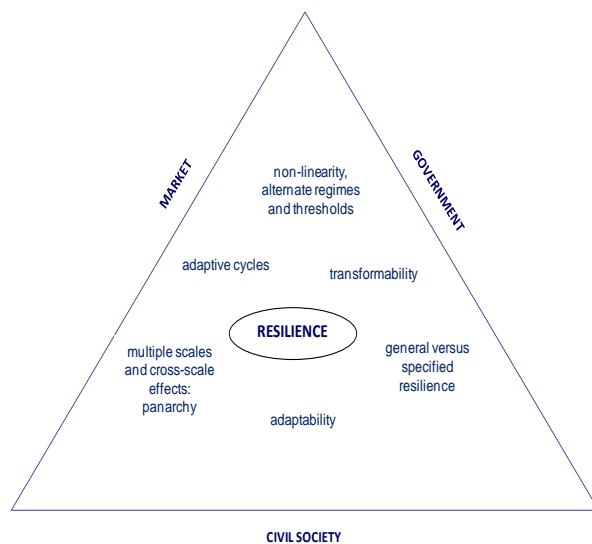 MARKET
GOVERNMENT
non-linearity,
alternate regimes
and thresholds
adaptive cycles
transformability
RESILIENCE
multiple scales
and cross-scale
effects:
panarchy
general versus
specified
resilience
adaptability
CIVIL SOCIETY